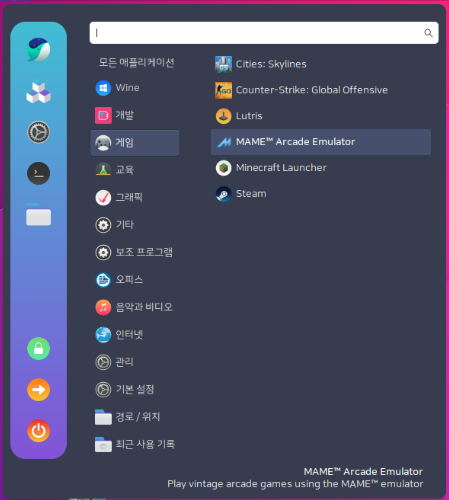 모든 애플리케이션
Wine
개발
게임
교육
그래픽
기타
보조 프로그램
오피스
음악과 비디오
인터넷
관리
기본 설정
경로 / 위치
최근 사용 기록
Cities: Skylines
Counter-Strike: Global Offensive
Lutris
MAME™ Arcade Emulator
Minecraft Launcher
Steam
MAME™ Arcade Emulator
Play vintage arcade games using the MAME™ emulator